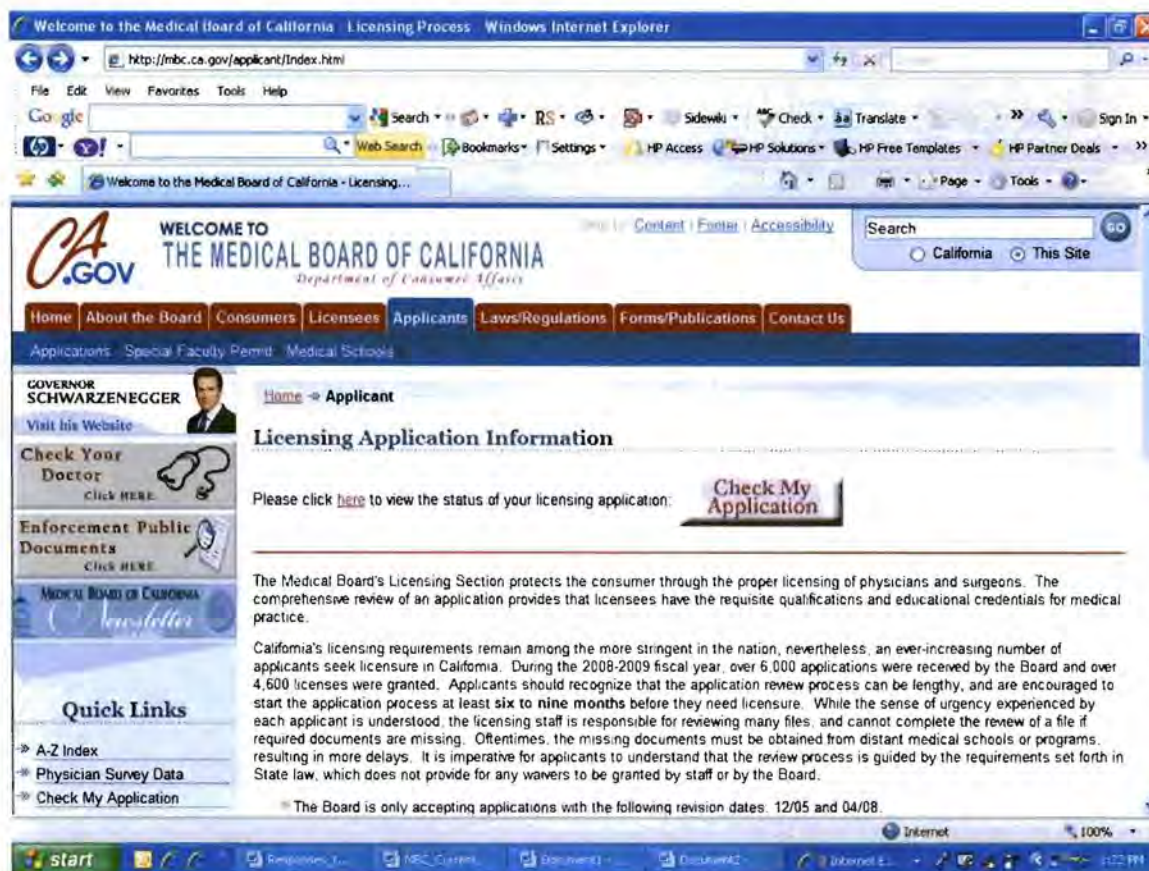 Welcome to the Medical Board of California Licensing Process Windows Internet Explorer
http://mbc.ca.gov/applicant/Index.html
File Edit View Favorites Tools Help
Google Search RS Sidewiki Check Translate Sign In
Web Search Bookmarks Settings HP Access HP Solutions HP Free Templates HP Partner Deals
Welcome to the Medical Board of California - Licensing... Page Tools
CA.GOV
WELCOME TO
THE MEDICAL BOARD OF CALIFORNIA
Department of Consumer Affairs
Content | Footer | Accessibility
Search GO
California This Site
Home About the Board Consumers Licensees Applicants Laws/Regulations Forms/Publications Contact Us
Applications Special Faculty Permit Medical Schools
GOVERNOR
SCHWARZENEGGER
Visit his Website
Check Your
Doctor
Click HERE
Enforcement Public
Documents
Click HERE
MEDICAL BOARD OF CALIFORNIA
Newsletter
Quick Links
A-Z Index
Physician Survey Data
Check My Application
Home Applicant
Licensing Application Information
Please click here to view the status of your licensing application:
Check My
Application
The Medical Board's Licensing Section protects the consumer through the proper licensing of physicians and surgeons. The
comprehensive review of an application provides that licensees have the requisite qualifications and educational credentials for medical
practice.
California's licensing requirements remain among the more stringent in the nation, nevertheless, an ever-increasing number of
applicants seek licensure in California. During the 2008-2009 fiscal year, over 6,000 applications were received by the Board and over
4,600 licenses were granted. Applicants should recognize that the application review process can be lengthy, and are encouraged to
start the application process at least six to nine months before they need licensure. While the sense of urgency experienced by
each applicant is understood, the licensing staff is responsible for reviewing many files, and cannot complete the review of a file if
required documents are missing. Oftentimes, the missing documents must be obtained from distant medical schools or programs,
resulting in more delays. It is imperative for applicants to understand that the review process is guided by the requirements set forth in
State law, which does not provide for any waivers to be granted by staff or by the Board.
The Board is only accepting applications with the following revision dates: 12/05 and 04/08.
Internet 100%
start Document1 Document2